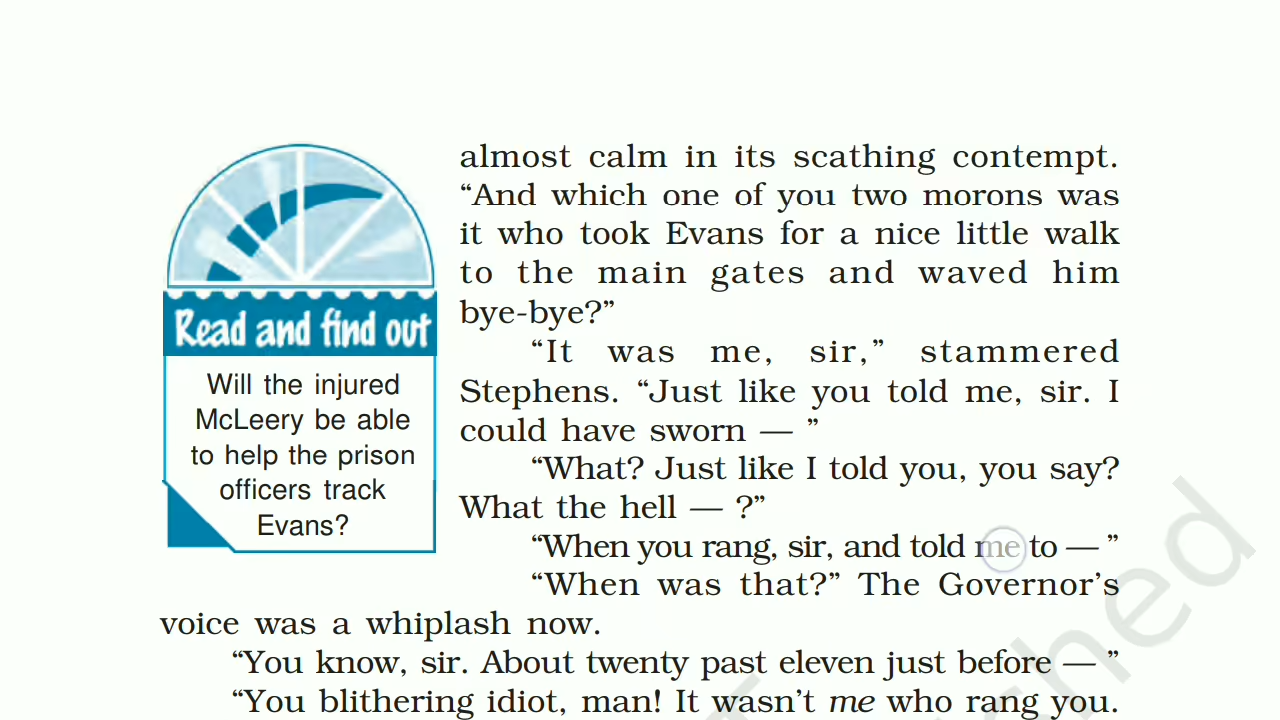 almost calm in its scathing contempt.
“And which one of you two morons was
it who took Evans for a nice little walk
to the main gates and waved him
bye-bye?”
“It was me, sir,” stammered
Stephens. “Just like you told me, sir. I
could have sworn — ”
“What? Just like I told you, you say?
What the hell — ?”
“When you rang, sir, and told me to — ”
“When was that?” The Governor’s
voice was a whiplash now.
“You know, sir. About twenty past eleven just before — ”
“You blithering idiot, man! It wasn’t me who rang you.
Read and find out
Will the injured
McLeery be able
to help the prison
officers track
Evans?